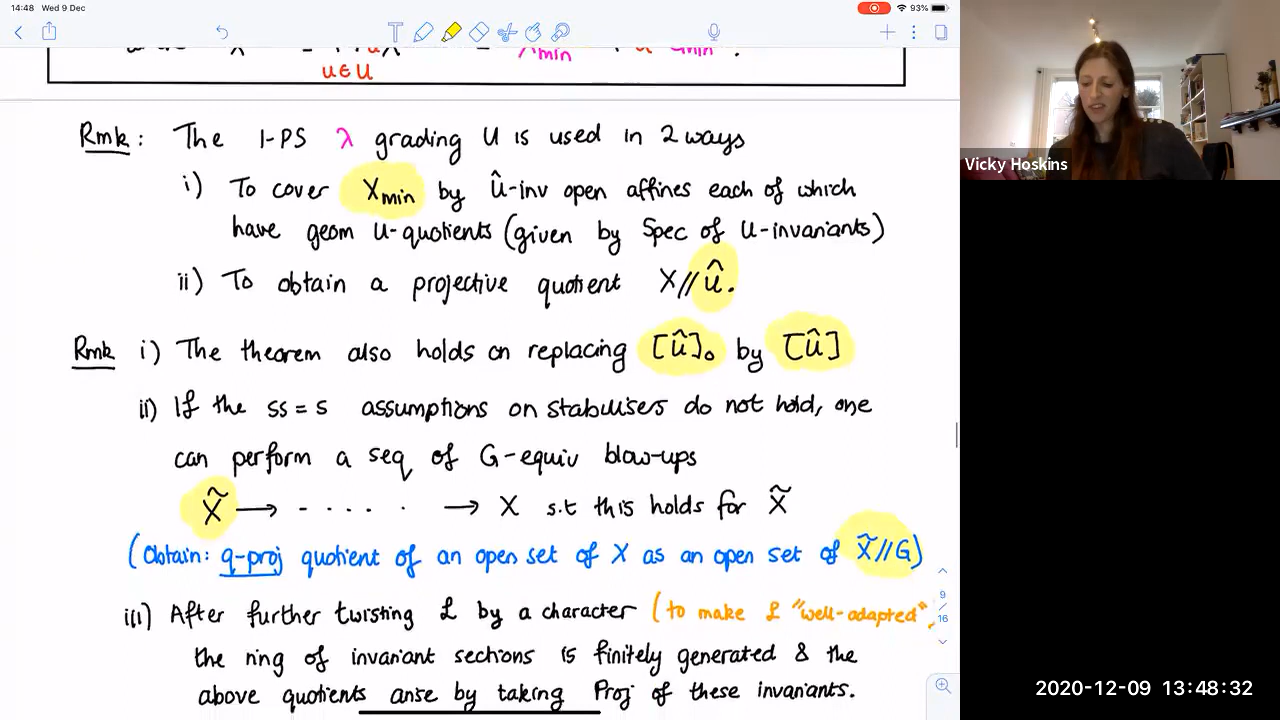 14:48 Wed 9 Dec
93%
u∈U
min
Rmk: The 1-PS λ grading U is used in 2 ways
i) To cover Xmin by Û-inv open affines each of which
have geom U-quotients (given by Spec of U-invariants)
ii) To obtain a projective quotient X//Û.
Rmk i) The theorem also holds on replacing [Û]₀ by [Û]
ii) If the ss=s assumptions on stabilisers do not hold, one
can perform a seq of G-equiv blow-ups
X̃ → ..... → X s.t this holds for X̃
(Obtain: q-proj quotient of an open set of X as an open set of X̃//G)
iii) After further twisting L by a character (to make L "well-adapted",
the ring of invariant sections is finitely generated & the
above quotients arise by taking Proj of these invariants.
9
/
16
Vicky Hoskins
2020-12-09 13:48:32